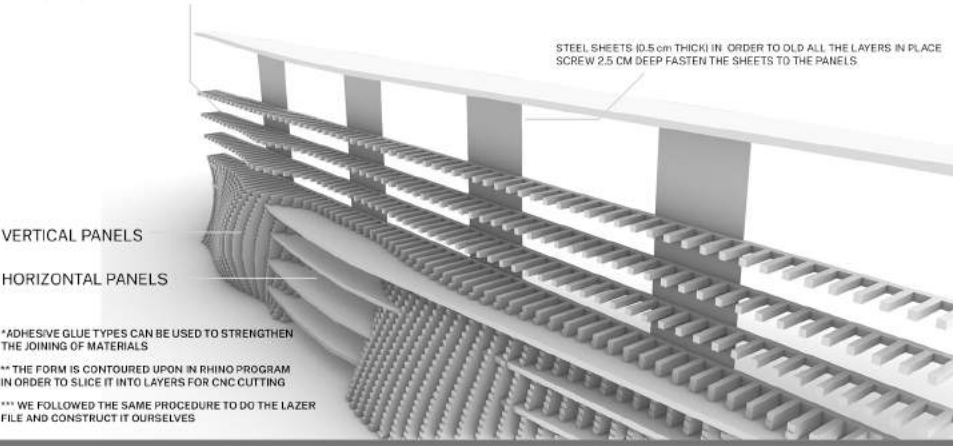 STEEL SHEETS (0.5 cm THICK) IN ORDER TO OLD ALL THE LAYERS IN PLACE
SCREW 2.5 CM DEEP FASTEN THE SHEETS TO THE PANELS
VERTICAL PANELS
HORIZONTAL PANELS
*ADHESIVE GLUE TYPES CAN BE USED TO STRENGTHEN
THE JOINING OF MATERIALS
** THE FORM IS CONTOURED UPON IN RHINO PROGRAM
IN ORDER TO SLICE IT INTO LAYERS FOR CNC CUTTING
*** WE FOLLOWED THE SAME PROCEDURE TO DO THE LAZER
FILE AND CONSTRUCT IT OURSELVES